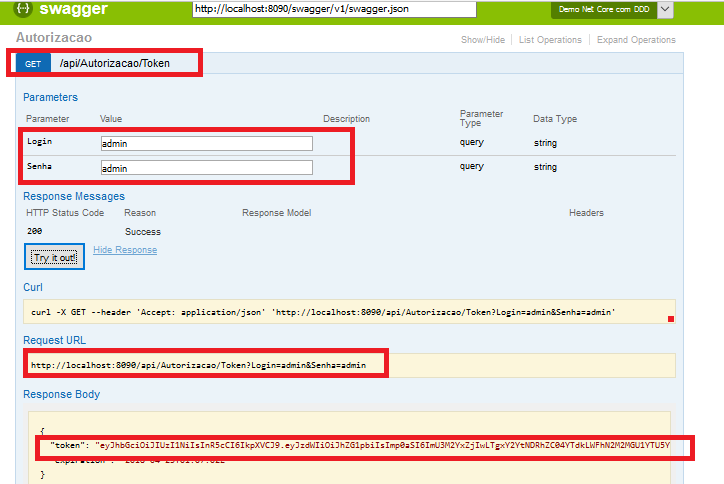 swagger
http://localhost:8090/swagger/v1/swagger.json
Demo Net Core com DDD
Autorizacao
Show/Hide
List Operations
Expand Operations
GET
/api/Autorizacao/Token
Parameters
Parameter Value Description Parameter Type Data Type
Login admin query string
Senha admin query string
Response Messages
HTTP Status Code Reason Response Model Headers
200 Success
Try it out!
Hide Response
Curl
curl -X GET --header 'Accept: application/json' 'http://localhost:8090/api/Autorizacao/Token?Login=admin&Senha=admin'
Request URL
http://localhost:8090/api/Autorizacao/Token?Login=admin&Senha=admin
Response Body
{
"token":
}